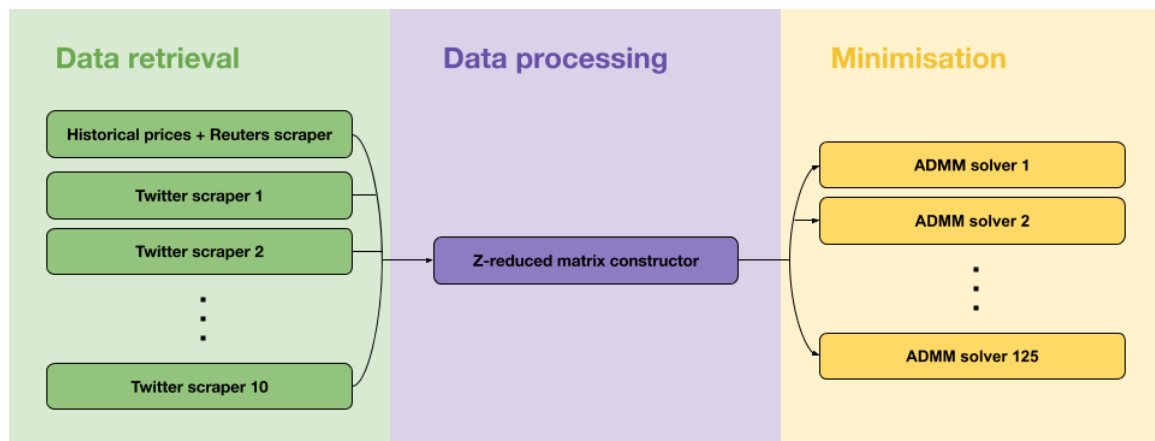 Data retrieval
Data processing
Minimisation
Historical prices + Reuters scraper
Twitter scraper 1
Twitter scraper 2
Twitter scraper 10
Z-reduced matrix constructor
ADMM solver 1
ADMM solver 2
ADMM solver 125